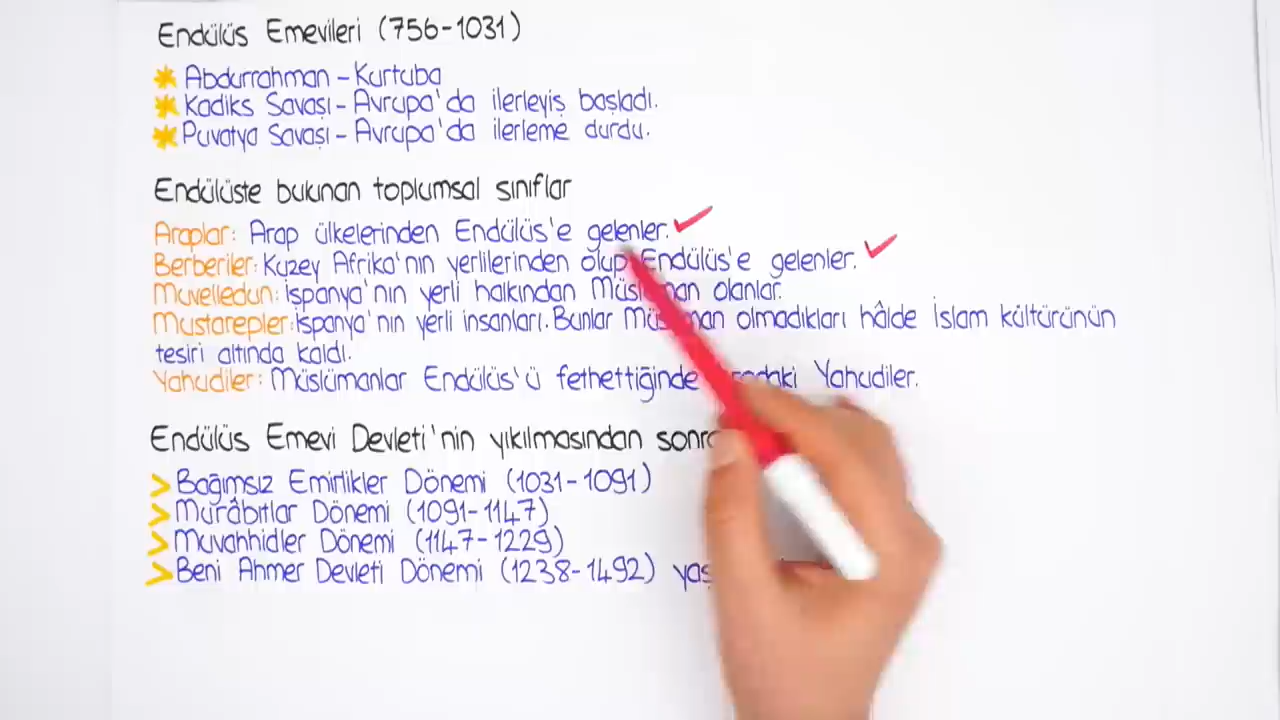 Endülüs Emevileri (756-1031)
Abdurrahman - Kurtuba
Kadiks Savaşı - Avrupa'da ilerleyiş başladı.
Puvatya Savaşı - Avrupa'da ilerleme durdu.
Endülüste bulunan toplumsal sınıflar
Araplar: Arap ülkelerinden Endülüs'e gelenler.
Berberiler: Kuzey Afrika'nın yerlilerinden olup Endülüs'e gelenler.
Müvelledun: İspanya'nın yerli halkından Müslüman olanlar.
Mustarepler: İspanya'nın yerli insanları. Bunlar Müslüman olmadıkları hâlde İslam kültürünün
tesiri altında kaldı.
Yahudiler: Müslümanlar Endülüs'ü fethettiğinde Yahudiler.
Endülüs Emevi Devleti'nin yıkılmasından sonra
> Bağımsız Emirlikler Dönemi (1031-1091)
> Murâbıtlar Dönemi (1091-1147)
> Muvahhidler Dönemi (1147-1229)
> Beni Ahmer Devleti Dönemi (1238-1492)